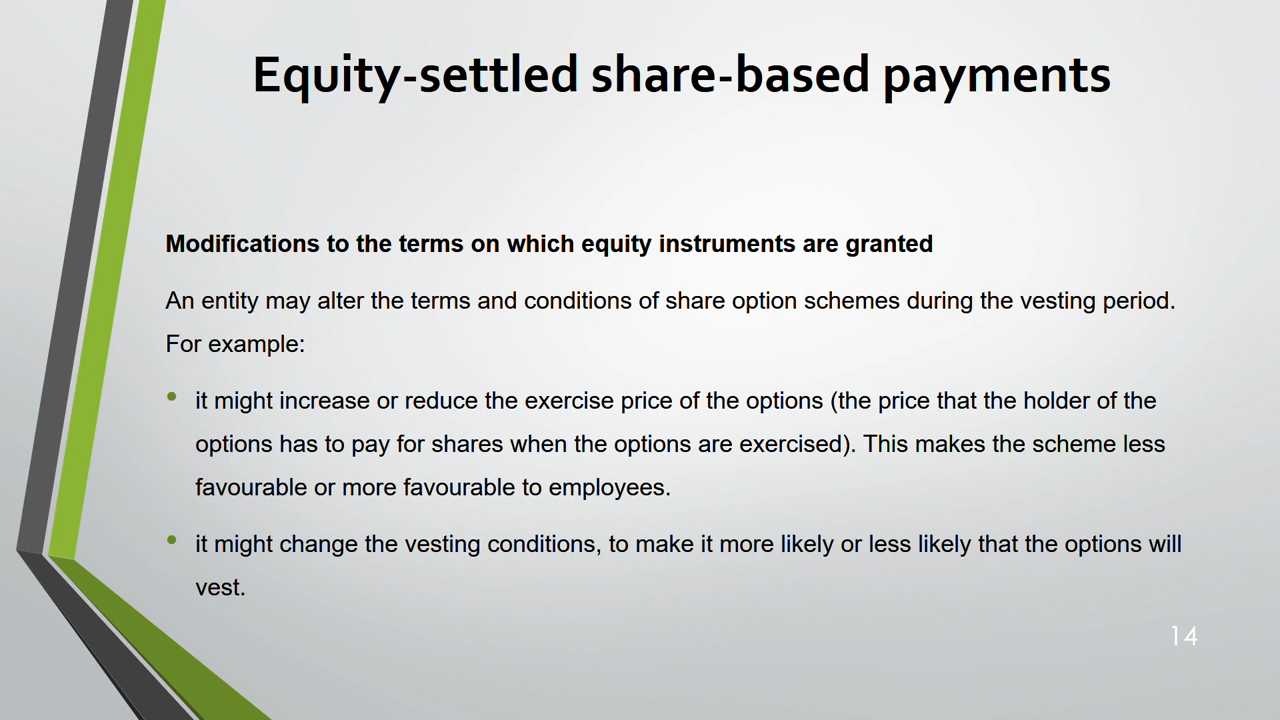 Equity-settled share-based payments
Modifications to the terms on which equity instruments are granted
An entity may alter the terms and conditions of share option schemes during the vesting period.
For example:
• it might increase or reduce the exercise price of the options (the price that the holder of the
options has to pay for shares when the options are exercised). This makes the scheme less
favourable or more favourable to employees.
• it might change the vesting conditions, to make it more likely or less likely that the options will
vest.
14